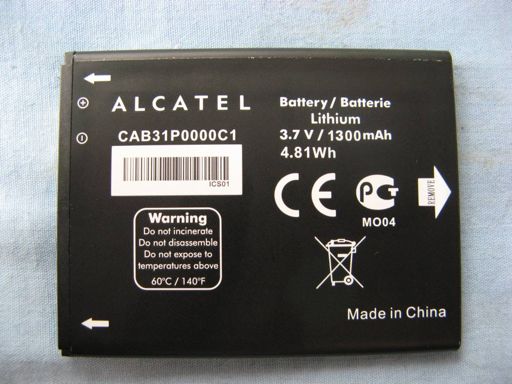 ALCATEL
CAB31P0000C1
ICS01
Battery / Batterie
Lithium
3.7 V / 1300mAh
4.81Wh
CE
РСТ
MO04
REMOVE
Warning
Do not incinerate
Do not disassemble
Do not expose to
temperatures above
60°C / 140°F
Made in China